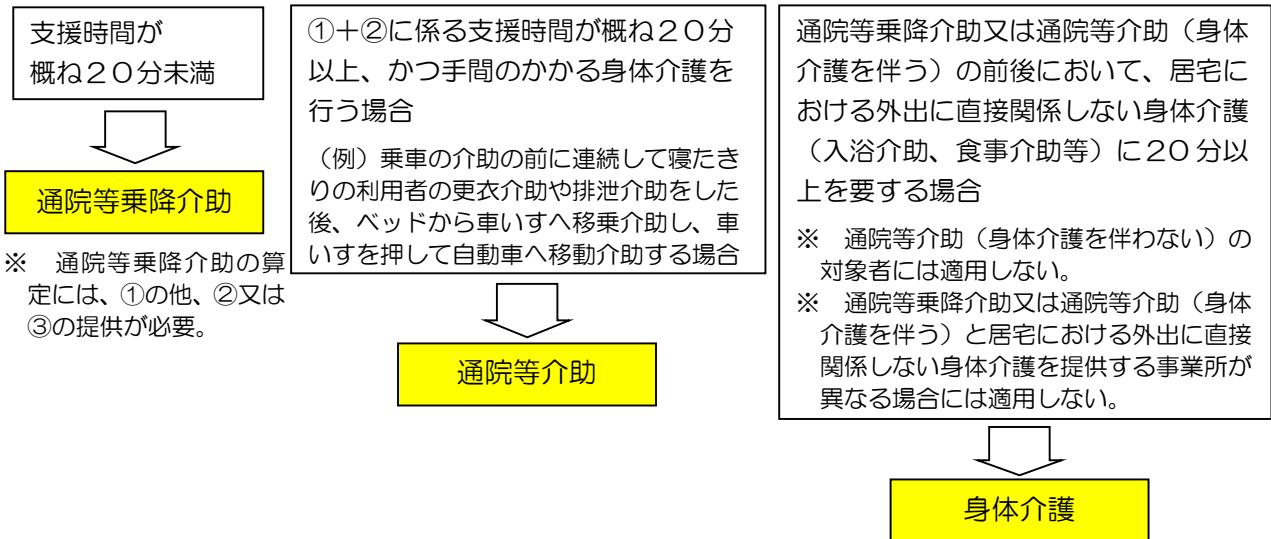 支援時間が
概ね20分未満
通院等乗降介助
※　通院等乗降介助の算
定には、①の他、②又は
③の提供が必要。
①＋②に係る支援時間が概ね２０分
以上、かつ手間のかかる身体介護を
行う場合
（例）乗車の介助の前に連続して寝たき
りの利用者の更衣介助や排泄介助をした
後、ベッドから車いすへ移乗介助し、車
いすを押して自動車へ移動介助する場合
通院等介助
通院等乗降介助又は通院等介助（身体
介護を伴う）の前後において、居宅に
おける外出に直接関係しない身体介護
（入浴介助、食事介助等）に20分以
上を要する場合
※　通院等介助（身体介護を伴わない）の
対象者には適用しない。
※　通院等乗降介助又は通院等介助（身体
介護を伴う）と居宅における外出に直接
関係しない身体介護を提供する事業所が
異なる場合には適用しない。
身体介護